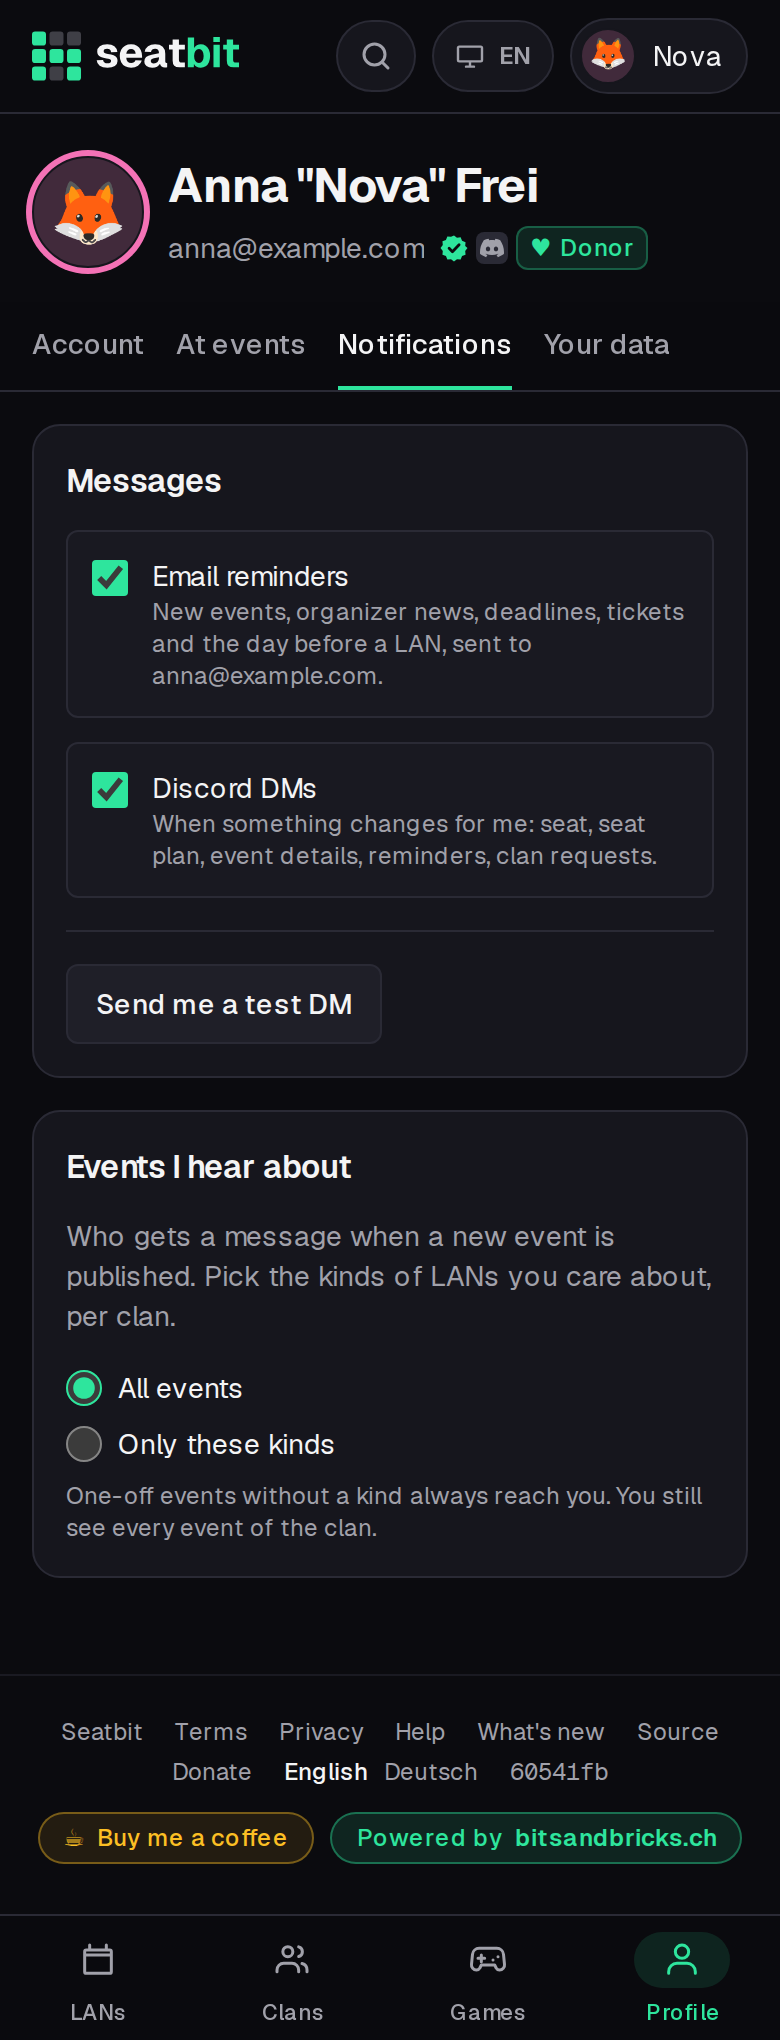 seatbit
EN
Nova
Anna "Nova" Frei
anna@example.com
♥ Donor
Account
At events
Notifications
Your data
Messages
Email reminders
New events, organizer news, deadlines, tickets
and the day before a LAN, sent to
anna@example.com.
Discord DMs
When something changes for me: seat, seat
plan, event details, reminders, clan requests.
Send me a test DM
Events I hear about
Who gets a message when a new event is
published. Pick the kinds of LANs you care about,
per clan.
All events
Only these kinds
One-off events without a kind always reach you. You still
see every event of the clan.
Seatbit Terms Privacy Help What's new Source
Donate English Deutsch 60541fb
☕ Buy me a coffee
Powered by bitsandbricks.ch
LANs
Clans
Games
Profile